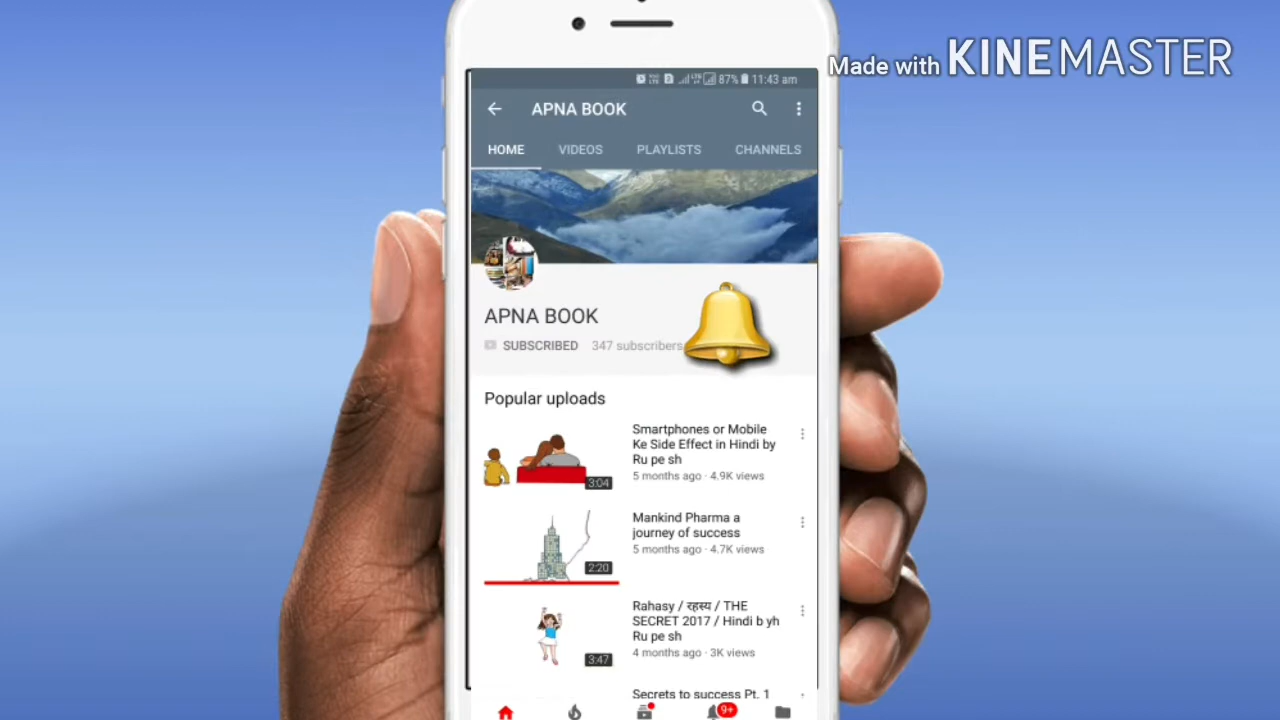 Made with KINEMASTER
87% 11:43 am
APNA BOOK
HOME VIDEOS PLAYLISTS CHANNELS
APNA BOOK
SUBSCRIBED 347 subscribers
Popular uploads
Smartphones or Mobile
Ke Side Effect in Hindi by
Ru pe sh
5 months ago · 4.9K views
3:04
Mankind Pharma a
journey of success
5 months ago · 4.7K views
2:20
Rahasy / रहस्य / THE
SECRET 2017 / Hindi b yh
Ru pe sh
4 months ago · 3K views
3:47
Secrets to success Pt. 1
9+